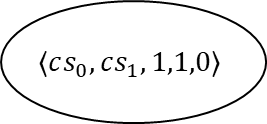 ⟨cs₀, cs₁, 1,1,0⟩